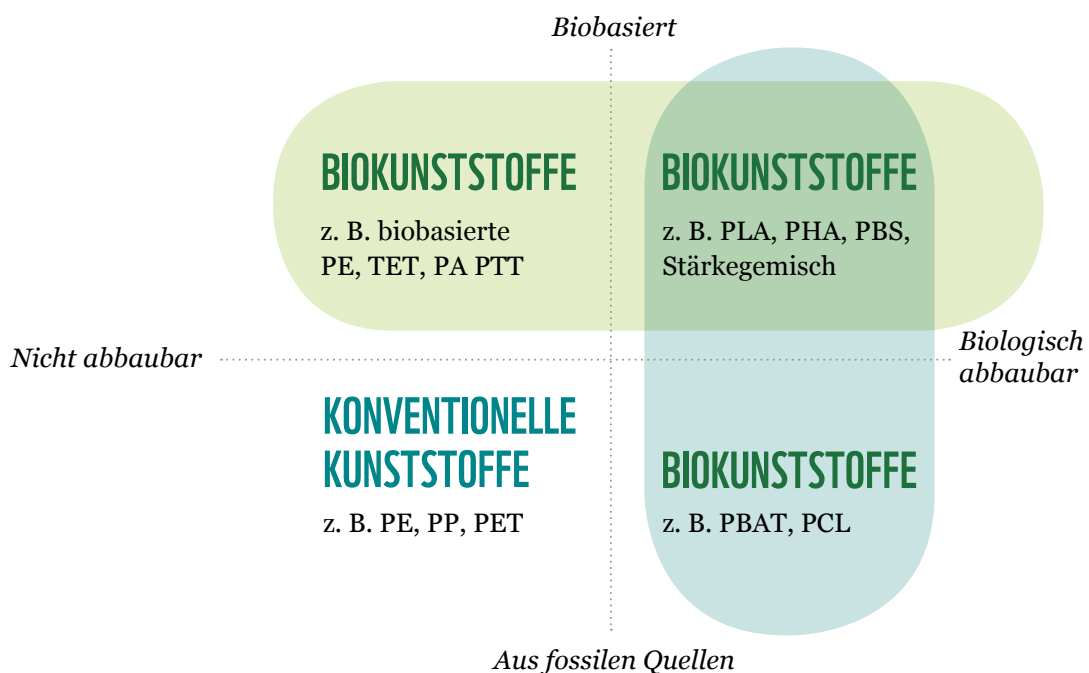 Biobasiert
BIOKUNSTSTOFFE
z. B. biobasierte
PE, TET, PA PTT
BIOKUNSTSTOFFE
z. B. PLA, PHA, PBS,
Stärkegemisch
Nicht abbaubar
Biologisch
abbaubar
KONVENTIONELLE
KUNSTSTOFFE
z. B. PE, PP, PET
BIOKUNSTSTOFFE
z. B. PBAT, PCL
Aus fossilen Quellen